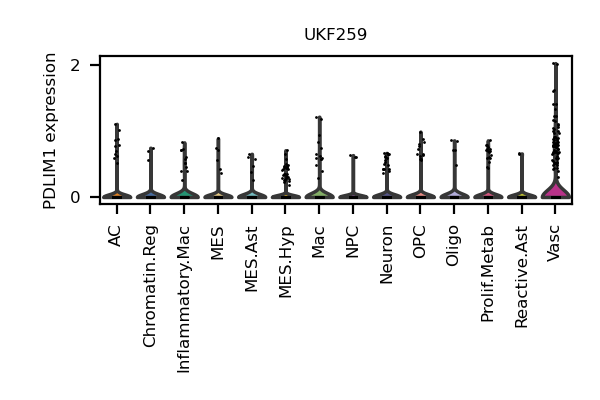 UKF259
PDLIM1 expression
2
0
AC
Chromatin.Reg
Inflammatory.Mac
MES
MES.Ast
MES.Hyp
Mac
NPC
Neuron
OPC
Oligo
Prolif.Metab
Reactive.Ast
Vasc